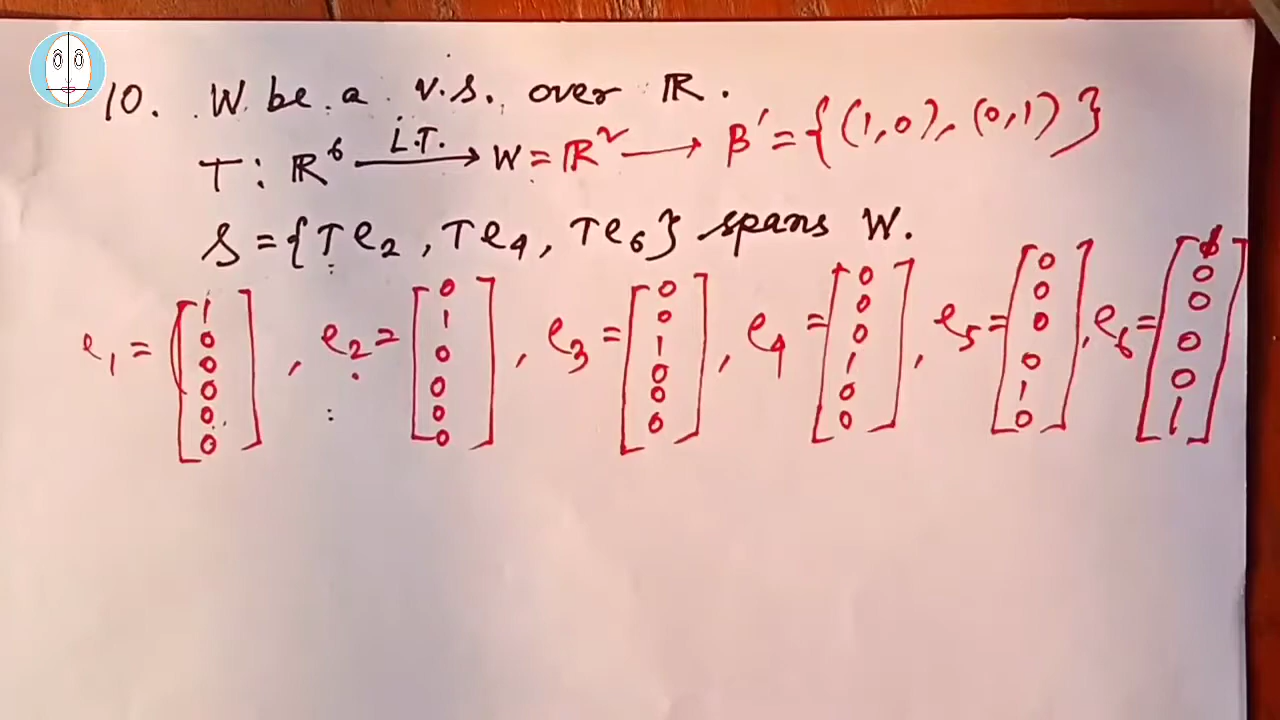 10. W be a v.s. over ℝ.
T: ℝ⁶ —L.T.→ W = ℝ² → β' = {(1,0), (0,1)}
S = {Te₂, Te₄, Te₆} spans W.
e₁ = [1 0 0 0 0 0], e₂ = [0 1 0 0 0 0], e₃ = [0 0 1 0 0 0], e₄ = [0 0 0 1 0 0], e₅ = [0 0 0 0 1 0], e₆ = [0 0 0 0 0 1]